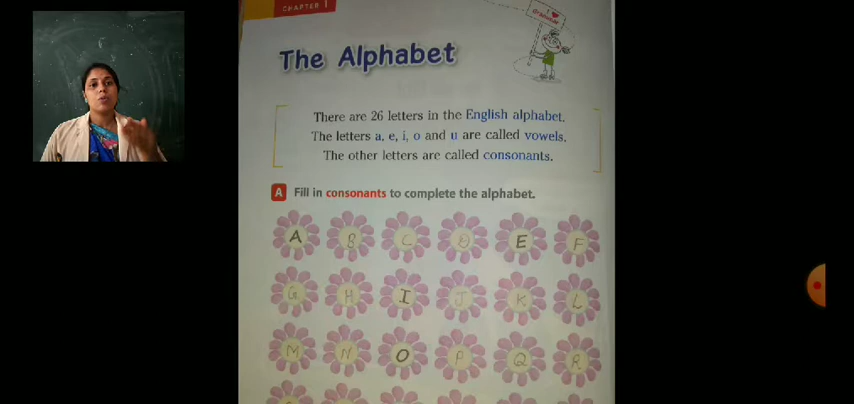 CHAPTER 1
I ❤
Grammar
The Alphabet
There are 26 letters in the English alphabet.
The letters a, e, i, o and u are called vowels.
The other letters are called consonants.
A Fill in consonants to complete the alphabet.
A B C D E F
G H I J K L
M N O P Q R